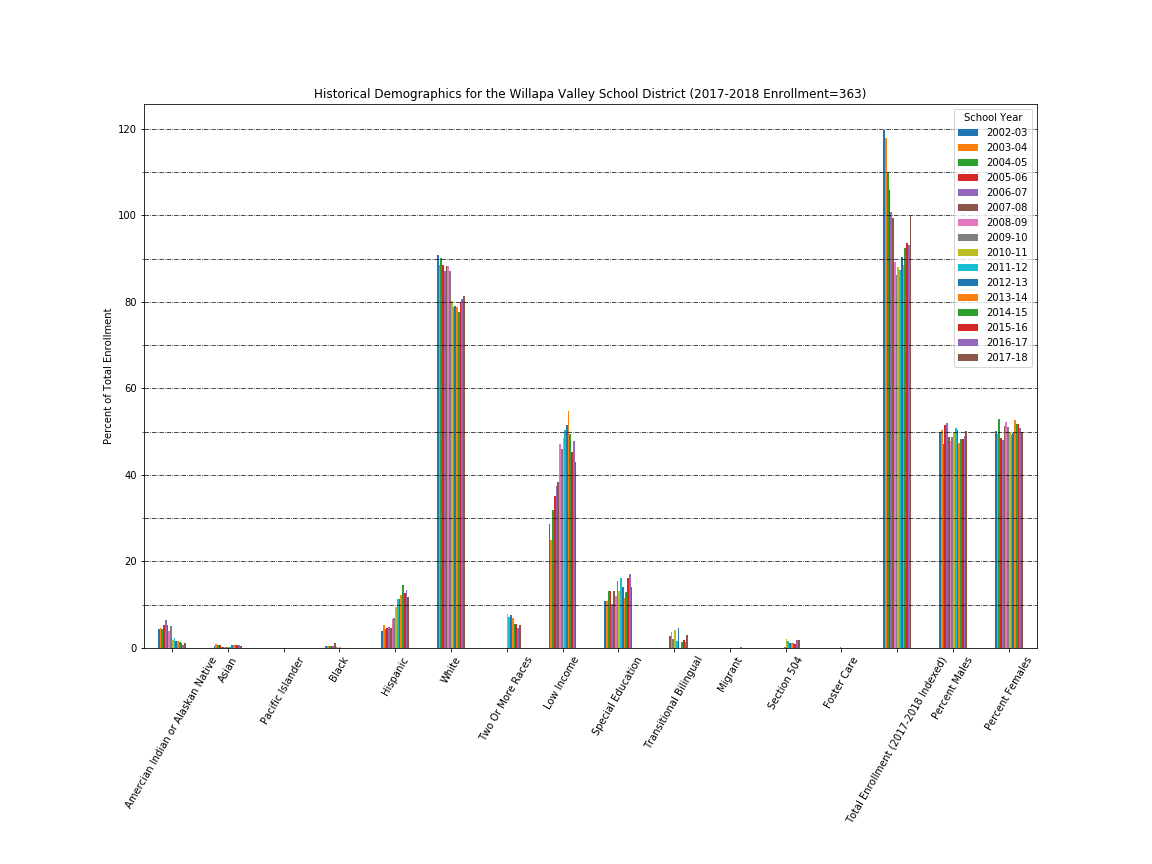 Historical Demographics for the Willapa Valley School District (2017-2018 Enrollment=363)
School Year
2002-03
2003-04
2004-05
2005-06
2006-07
2007-08
2008-09
2009-10
2010-11
2011-12
2012-13
2013-14
2014-15
2015-16
2016-17
2017-18
Percent of Total Enrollment
120
100
80
60
40
20
0
Amercian Indian or Alaskan Native
Asian
Pacific Islander
Black
Hispanic
White
Two Or More Races
Low Income
Special Education
Transitional Bilingual
Migrant
Section 504
Foster Care
Total Enrollment (2017-2018 Indexed)
Percent Males
Percent Females